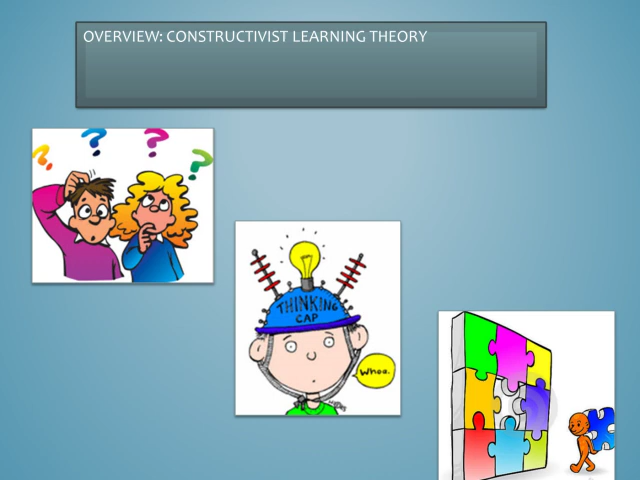 OVERVIEW: CONSTRUCTIVIST LEARNING THEORY
? ? ? ?
THINKING
CAP
Whoa.